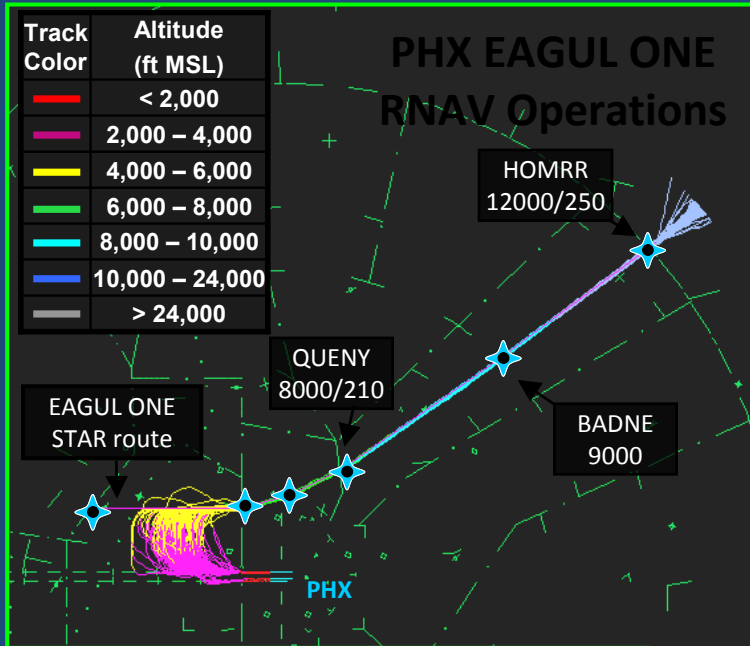 Track Color
Altitude (ft MSL)
< 2,000
2,000 – 4,000
4,000 – 6,000
6,000 – 8,000
8,000 – 10,000
10,000 – 24,000
> 24,000
PHX EAGUL ONE
RNAV Operations
HOMRR
12000/250
QUENY
8000/210
EAGUL ONE
STAR route
BADNE
9000
PHX